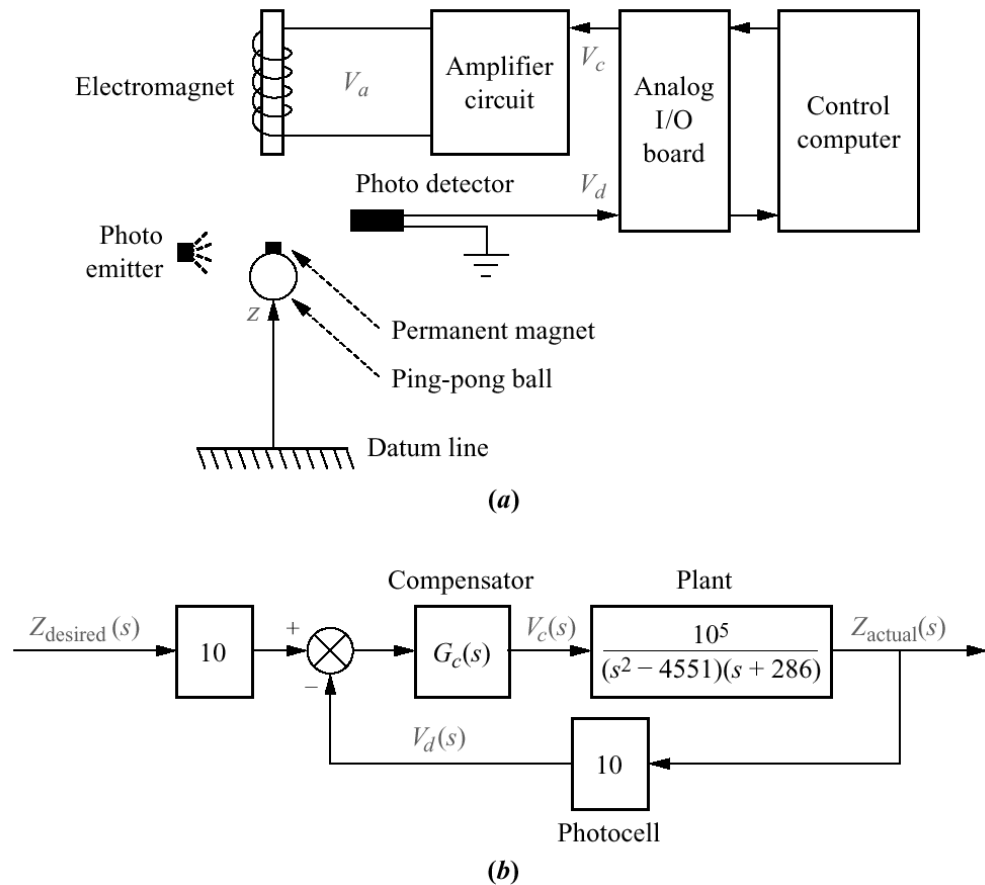 Electromagnet
V_a
Amplifier
circuit
V_c
Analog
I/O
board
Control
computer
Photo detector
V_d
Photo
emitter
z
Permanent magnet
Ping-pong ball
Datum line
(a)
Compensator
Plant
Z_desired(s)
10
+
−
G_c(s)
V_c(s)
10^5
(s^2 − 4551)(s + 286)
Z_actual(s)
V_d(s)
10
Photocell
(b)